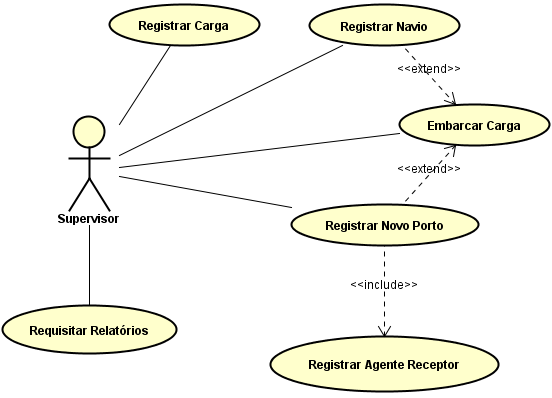 Registrar Carga
Registrar Navio
<<extend>>
Embarcar Carga
<<extend>>
Supervisor
Registrar Novo Porto
<<include>>
Requisitar Relatórios
Registrar Agente Receptor